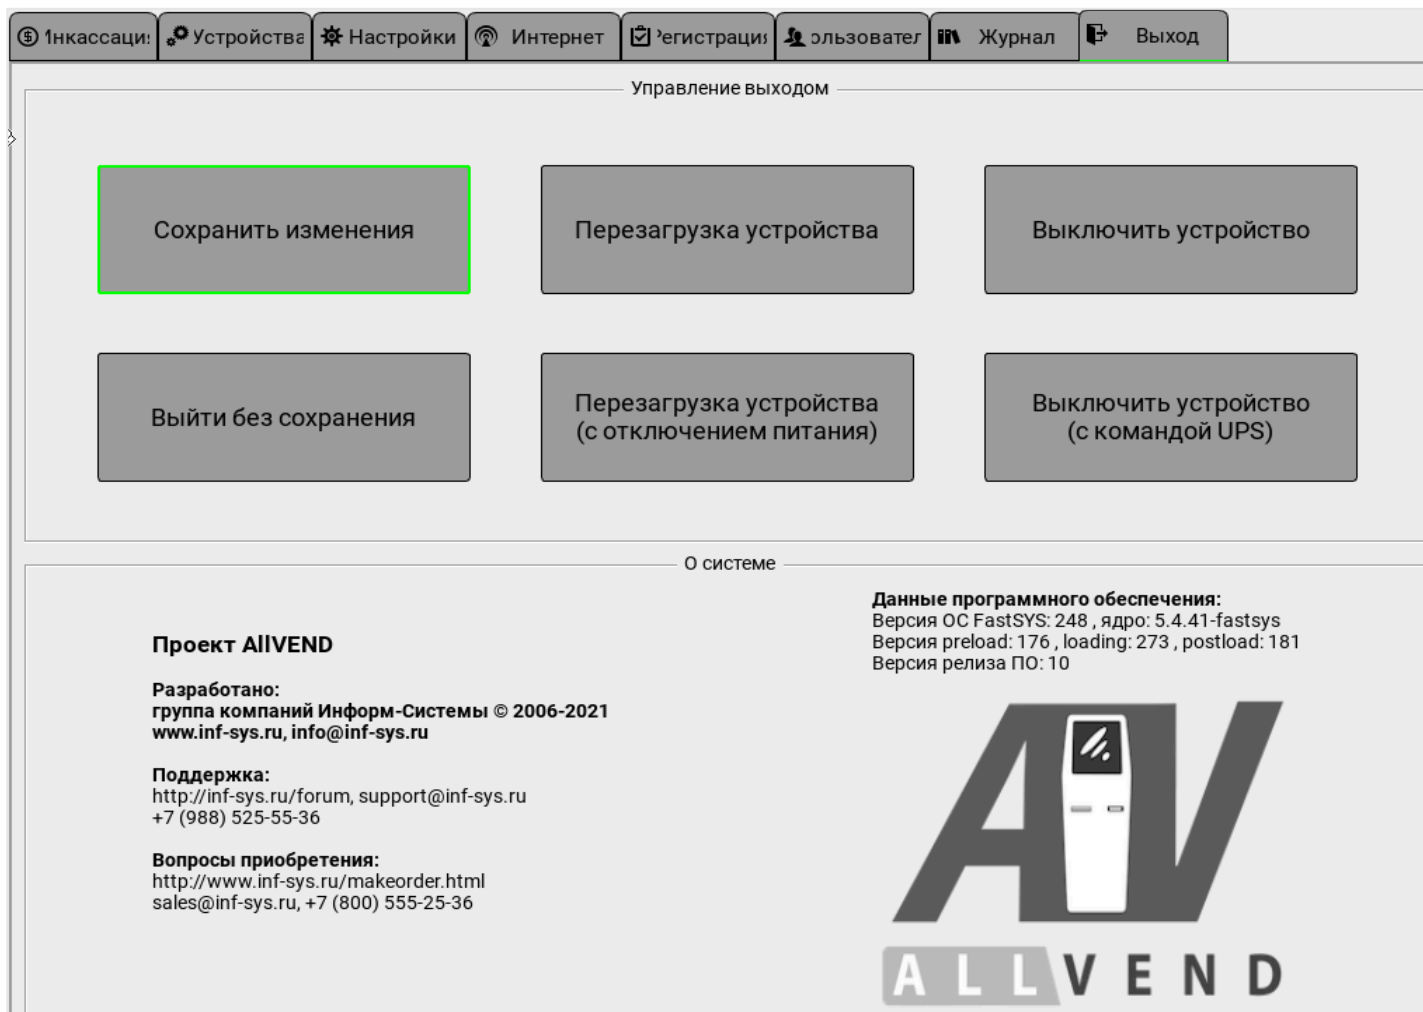 Устройства
Настройки
Интернет
Журнал
Выход
Управление выходом
Сохранить изменения
Перезагрузка устройства
Выключить устройство
Выйти без сохранения
Перезагрузка устройства
(с отключением питания)
Выключить устройство
(с командой UPS)
О системе
Проект AllVEND
Разработано:
группа компаний Информ-Системы © 2006-2021
www.inf-sys.ru, info@inf-sys.ru
Поддержка:
http://inf-sys.ru/forum, support@inf-sys.ru
+7 (988) 525-55-36
Вопросы приобретения:
http://www.inf-sys.ru/makeorder.html
sales@inf-sys.ru, +7 (800) 555-25-36
Данные программного обеспечения:
Версия ОС FastSYS: 248 , ядро: 5.4.41-fastsys
Версия preload: 176 , loading: 273 , postload: 181
Версия релиза ПО: 10
AV
ALLVEND